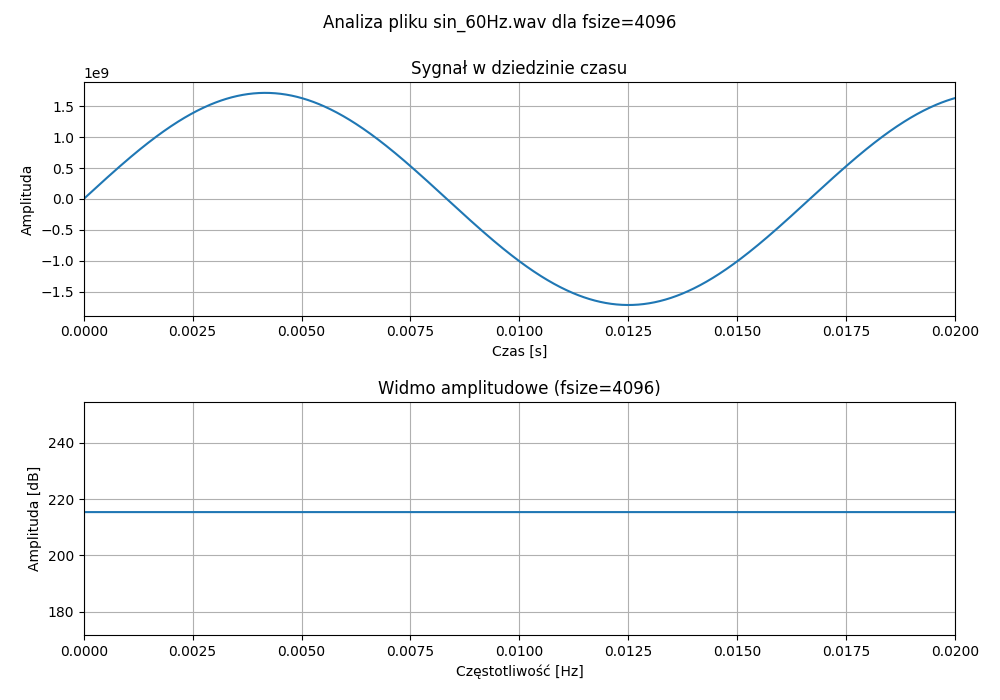 Analiza pliku sin_60Hz.wav dla fsize=4096
Sygnał w dziedzinie czasu
1e9
1.5
1.0
0.5
0.0
−0.5
−1.0
−1.5
Amplituda
0.0000 0.0025 0.0050 0.0075 0.0100 0.0125 0.0150 0.0175 0.0200
Czas [s]
Widmo amplitudowe (fsize=4096)
240
220
200
180
Amplituda [dB]
0.0000 0.0025 0.0050 0.0075 0.0100 0.0125 0.0150 0.0175 0.0200
Częstotliwość [Hz]